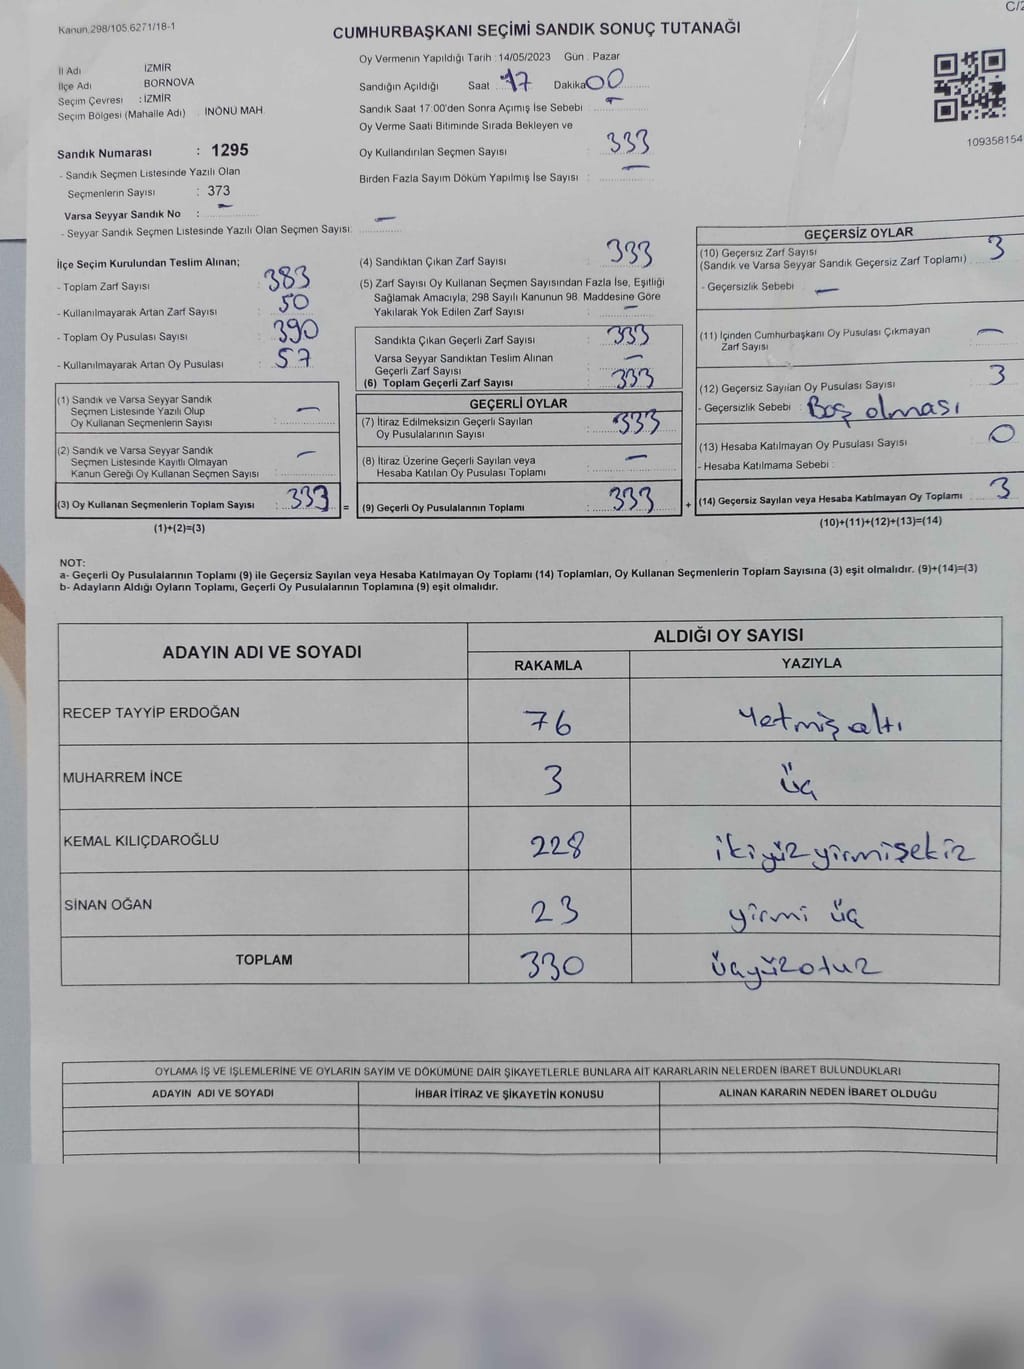 Kanun.298/105.6271/18-1
C/2
CUMHURBAŞKANI SEÇİMİ SANDIK SONUÇ TUTANAĞI
İl Adı İZMİR
İlçe Adı BORNOVA
Seçim Çevresi : İZMİR
Seçim Bölgesi (Mahalle Adı) İNÖNÜ MAH.
Sandık Numarası : 1295
- Sandık Seçmen Listesinde Yazılı Olan
Seçmenlerin Sayısı : 373
Varsa Seyyar Sandık No : -
- Seyyar Sandık Seçmen Listesinde Yazılı Olan Seçmen Sayısı: -
Oy Vermenin Yapıldığı Tarih : 14/05/2023 Gün : Pazar
Sandığın Açıldığı Saat 17 Dakika 00
Sandık Saat 17:00'den Sonra Açımış İse Sebebi : -
Oy Verme Saati Bitiminde Sırada Bekleyen ve
Oy Kullandırılan Seçmen Sayısı : 333
Birden Fazla Sayım Döküm Yapılmış İse Sayısı : -
109358154
İlçe Seçim Kurulundan Teslim Alınan;
- Toplam Zarf Sayısı : 383
- Kullanılmayarak Artan Zarf Sayısı : 50
- Toplam Oy Pusulası Sayısı : 390
- Kullanılmayarak Artan Oy Pusulası : 57
(1) Sandık ve Varsa Seyyar Sandık
Seçmen Listesinde Yazılı Olup
Oy Kullanan Seçmenlerin Sayısı : -
(2) Sandık ve Varsa Seyyar Sandık
Seçmen Listesinde Kayıtlı Olmayan
Kanun Gereği Oy Kullanan Seçmen Sayısı : -
(3) Oy Kullanan Seçmenlerin Toplam Sayısı : 333 =
(1)+(2)=(3)
(4) Sandıktan Çıkan Zarf Sayısı : 333
(5) Zarf Sayısı Oy Kullanan Seçmen Sayısından Fazla İse, Eşitliği
Sağlamak Amacıyla, 298 Sayılı Kanunun 98. Maddesine Göre
Yakılarak Yok Edilen Zarf Sayısı : -
Sandıkta Çıkan Geçerli Zarf Sayısı : 333
Varsa Seyyar Sandıktan Teslim Alınan
Geçerli Zarf Sayısı : -
(6) Toplam Geçerli Zarf Sayısı : 333
GEÇERLİ OYLAR
(7) İtiraz Edilmeksizin Geçerli Sayılan
Oy Pusulalarının Sayısı : 333
(8) İtiraz Üzerine Geçerli Sayılan veya
Hesaba Katılan Oy Pusulası Toplamı : -
(9) Geçerli Oy Pusulalarının Toplamı : 333 +
GEÇERSİZ OYLAR
(10) Geçersiz Zarf Sayısı
(Sandık ve Varsa Seyyar Sandık Geçersiz Zarf Toplamı) : 3
- Geçersizlik Sebebi : -
(11) İçinden Cumhurbaşkanı Oy Pusulası Çıkmayan
Zarf Sayısı -
(12) Geçersiz Sayılan Oy Pusulası Sayısı : 3
- Geçersizlik Sebebi : Boş olması
(13) Hesaba Katılmayan Oy Pusulası Sayısı : 0
- Hesaba Katılmama Sebebi :
(14) Geçersiz Sayılan veya Hesaba Katılmayan Oy Toplamı : 3
(10)+(11)+(12)+(13)=(14)
NOT:
a- Geçerli Oy Pusulalarının Toplamı (9) ile Geçersiz Sayılan veya Hesaba Katılmayan Oy Toplamı (14) Toplamları, Oy Kullanan Seçmenlerin Toplam Sayısına (3) eşit olmalıdır. (9)+(14)=(3)
b- Adayların Aldığı Oyların Toplamı, Geçerli Oy Pusulalarının Toplamına (9) eşit olmalıdır.
ADAYIN ADI VE SOYADI
ALDIĞI OY SAYISI
RAKAMLA YAZIYLA
RECEP TAYYİP ERDOĞAN 76 Yetmiş altı
MUHARREM İNCE 3 üç
KEMAL KILIÇDAROĞLU 228 ikiyüzyirmisekiz
SİNAN OĞAN 23 yirmi üç
TOPLAM 330 üçyüzotuz
OYLAMA İŞ VE İŞLEMLERİNE VE OYLARIN SAYIM VE DÖKÜMÜNE DAİR ŞİKAYETLERLE BUNLARA AİT KARARLARIN NELERDEN İBARET BULUNDUKLARI
ADAYIN ADI VE SOYADI İHBAR İTİRAZ VE ŞİKAYETİN KONUSU ALINAN KARARIN NEDEN İBARET OLDUĞU